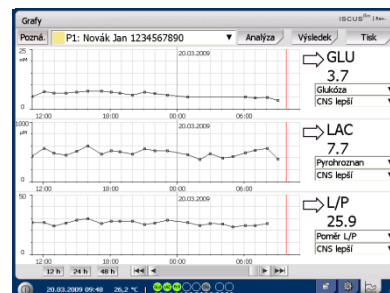 Grafy
ISCUSflex
Pozná.
P1: Novák Jan 1234567890
Analýza
Výsledek
Tisk
25
mM
20.03.2009
12:00 18:00 00:00 06:00
GLU
3.7
Glukóza
CNS lepší
1000
µM
20.03.2009
12:00 18:00 00:00 06:00
LAC
7.7
Pyrohroznan
CNS lepší
50
20.03.2009
12:00 18:00 00:00 06:00
L/P
25.9
Poměr L/P
CNS lepší
12 h 24 h 48 h
20.03.2009 09:48 26,2 °C